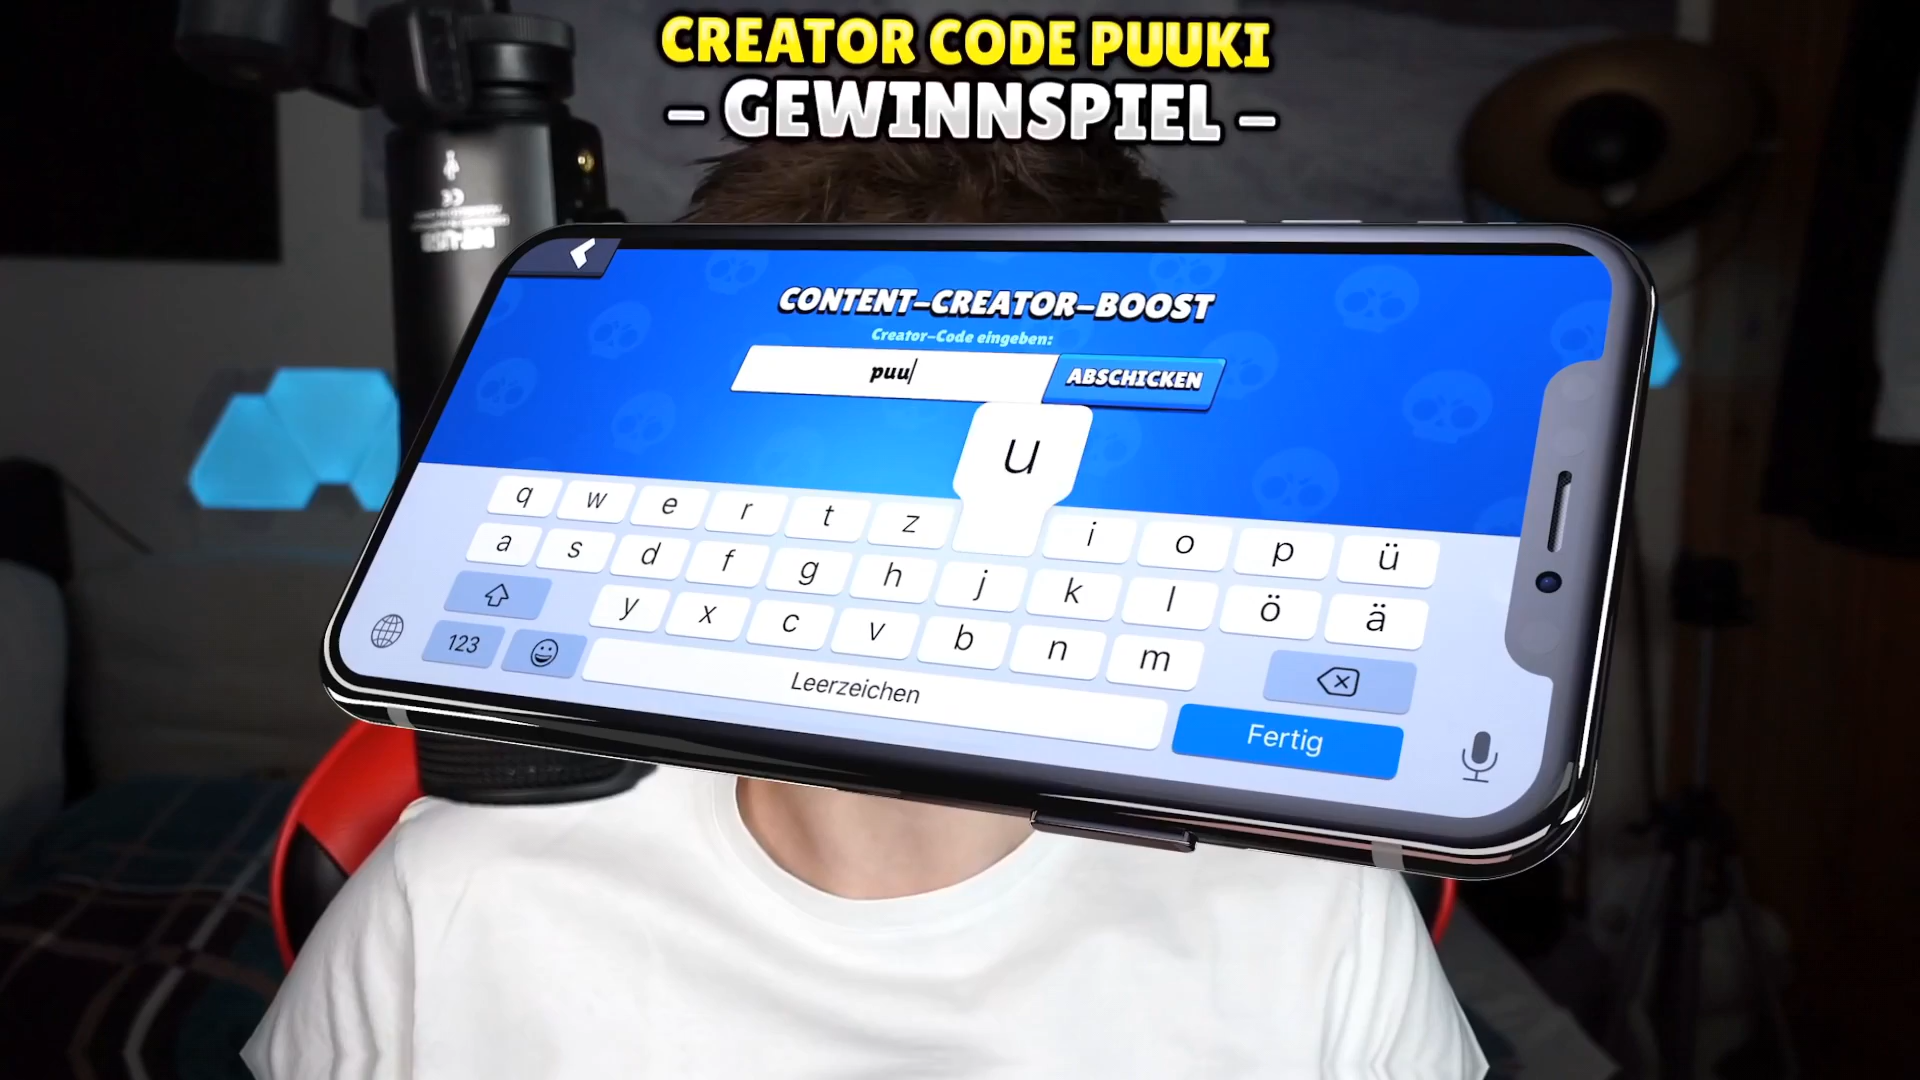 CREATOR CODE PUUKI
– GEWINNSPIEL –
CONTENT-CREATOR-BOOST
Creator-Code eingeben:
puu
ABSCHICKEN
u
q w e r t z i o p ü
a s d f g h j k l ö ä
y x c v b n m
123 Leerzeichen Fertig